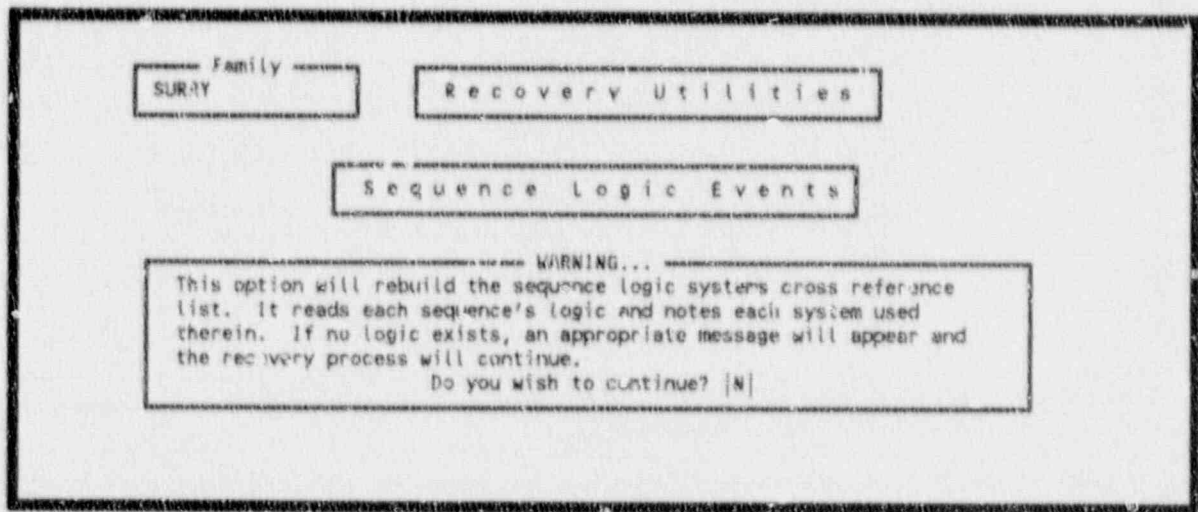 Family
SURRY
Recovery Utilities
Sequence Logic Events
WARNING...
This option will rebuild the sequence logic systems cross reference
list. It reads each sequence's logic and notes each system used
therein. If no logic exists, an appropriate message will appear and
the recovery process will continue.
Do you wish to continue? |N|